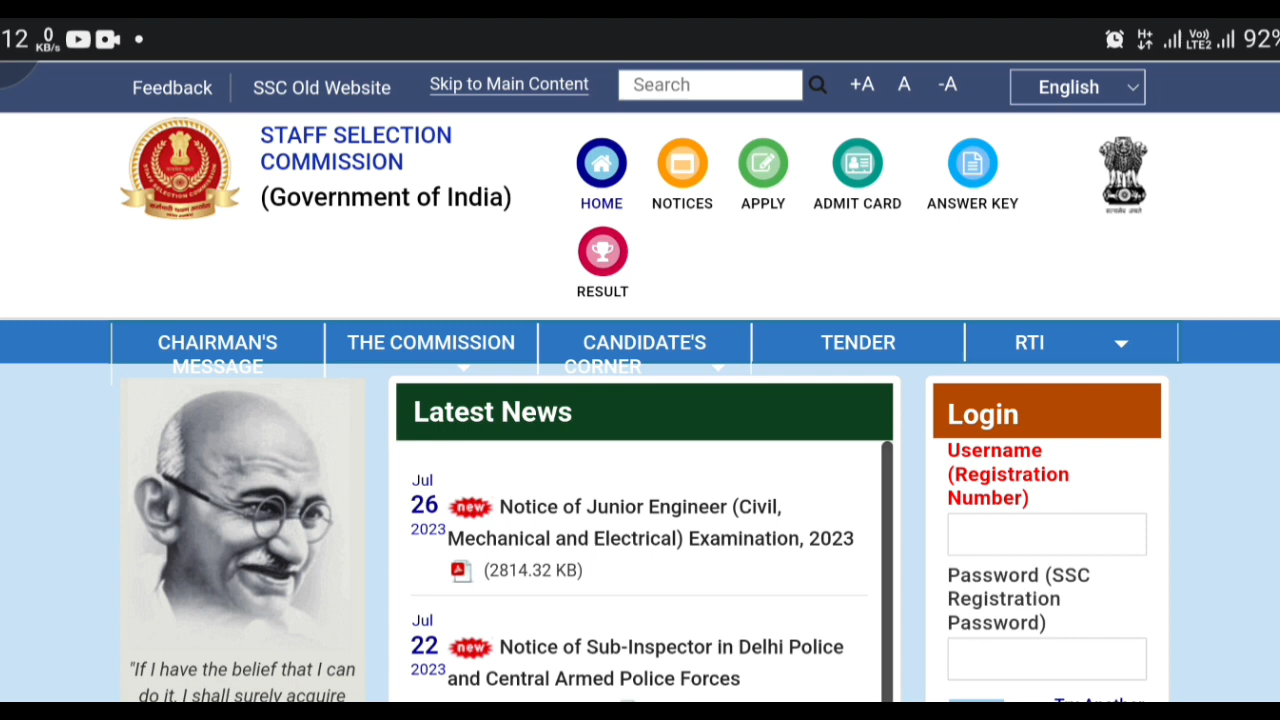 12 0 KB/s H+ Vo) LTE2 92%
Feedback SSC Old Website Skip to Main Content Search +A A -A English
STAFF SELECTION
COMMISSION
(Government of India)
HOME NOTICES APPLY ADMIT CARD ANSWER KEY
RESULT
CHAIRMAN'S MESSAGE
THE COMMISSION
CANDIDATE'S CORNER
TENDER
RTI
"If I have the belief that I can
do it, I shall surely acquire
Latest News
Jul
26
2023
new Notice of Junior Engineer (Civil,
Mechanical and Electrical) Examination, 2023
(2814.32 KB)
Jul
22
2023
new Notice of Sub-Inspector in Delhi Police
and Central Armed Police Forces
Login
Username
(Registration
Number)
Password (SSC
Registration
Password)